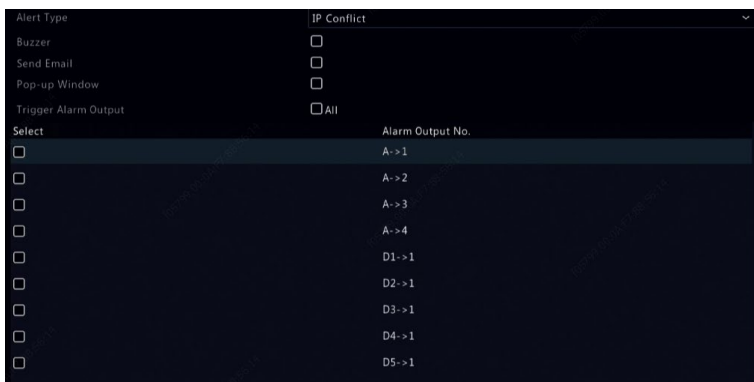 Alert Type IP Conflict
Buzzer
Send Email
Pop-up Window
Trigger Alarm Output All
Select Alarm Output No.
A->1
A->2
A->3
A->4
D1->1
D2->1
D3->1
D4->1
D5->1